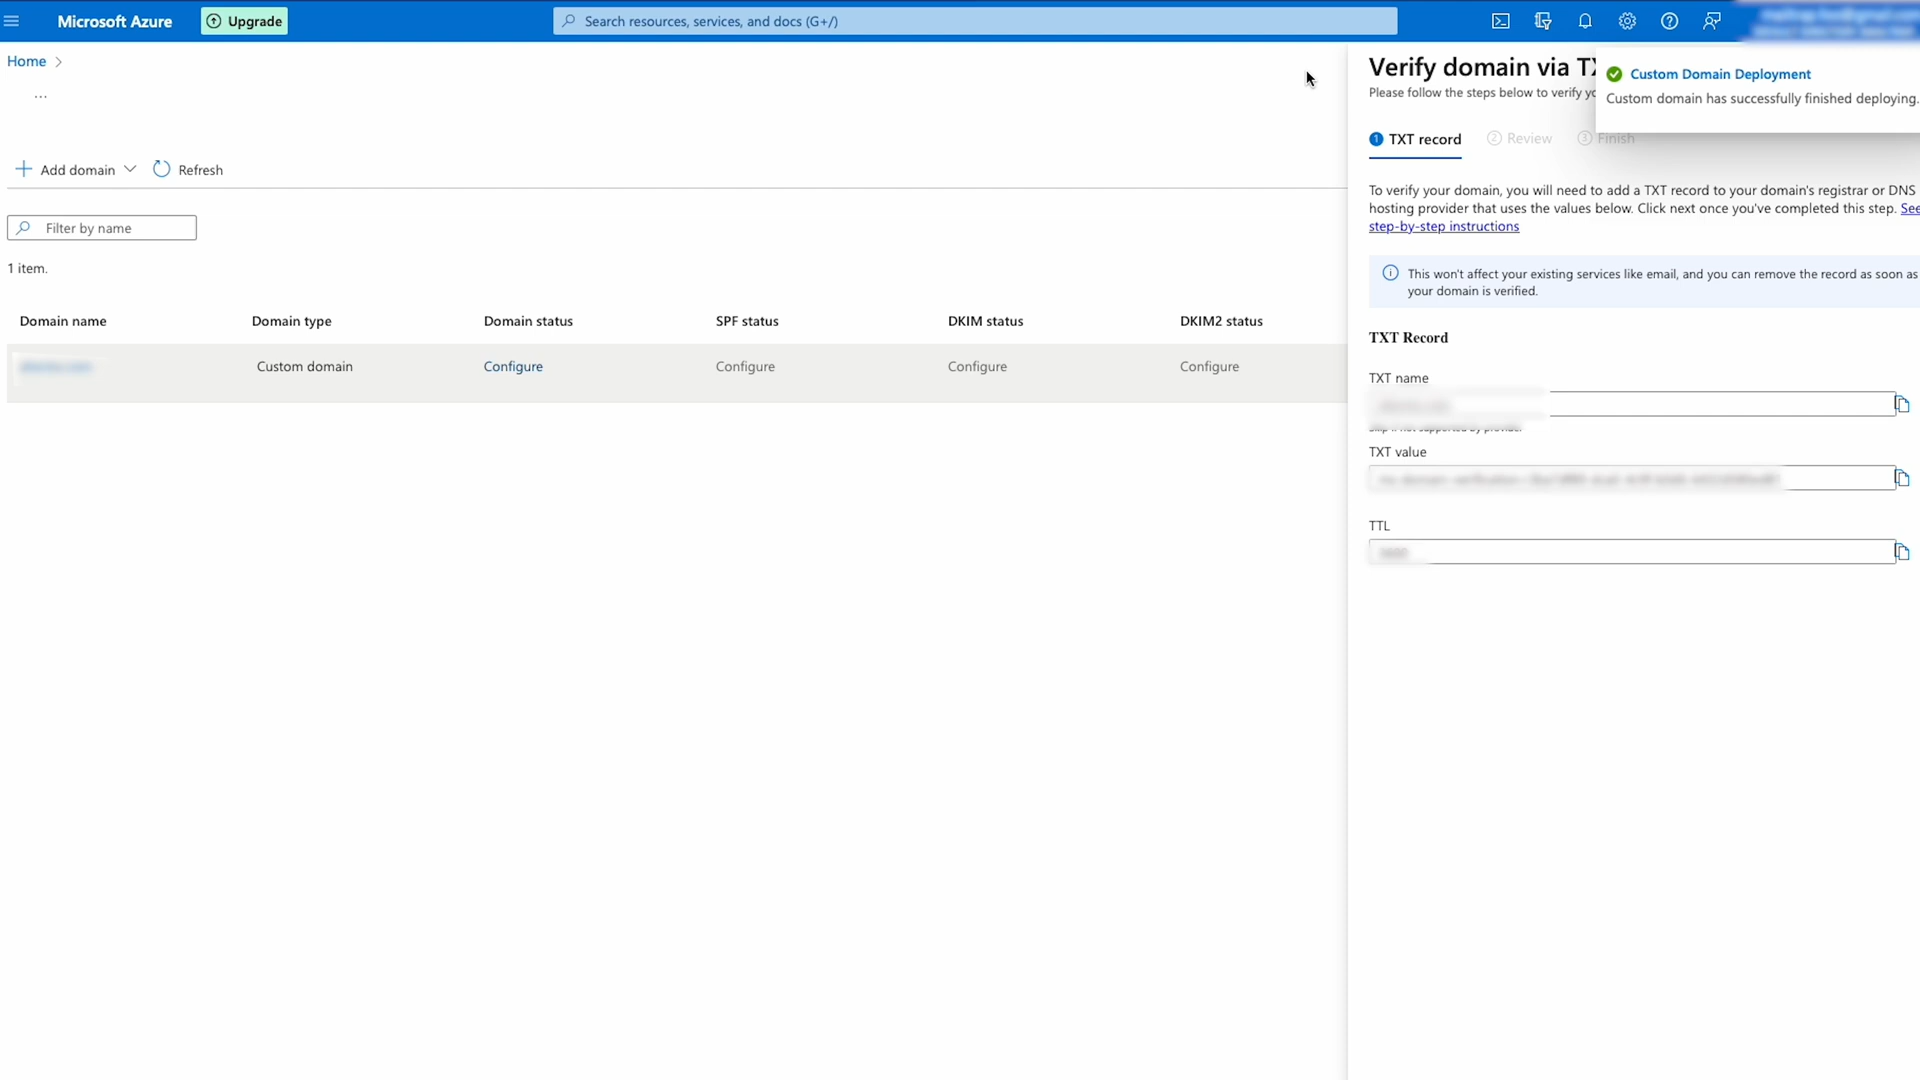 Microsoft Azure
Upgrade
Search resources, services, and docs (G+/)
Home >
...
Add domain
Refresh
Filter by name
1 item.
Domain name Domain type Domain status SPF status DKIM status DKIM2 status
Custom domain Configure Configure Configure Configure
Verify domain via TX
Please follow the steps below to verify yo
Custom Domain Deployment
Custom domain has successfully finished deploying.
1 TXT record 2 Review 3 Finish
To verify your domain, you will need to add a TXT record to your domain's registrar or DNS
hosting provider that uses the values below. Click next once you've completed this step. See
step-by-step instructions
This won't affect your existing services like email, and you can remove the record as soon as
your domain is verified.
TXT Record
TXT name
TXT value
TTL